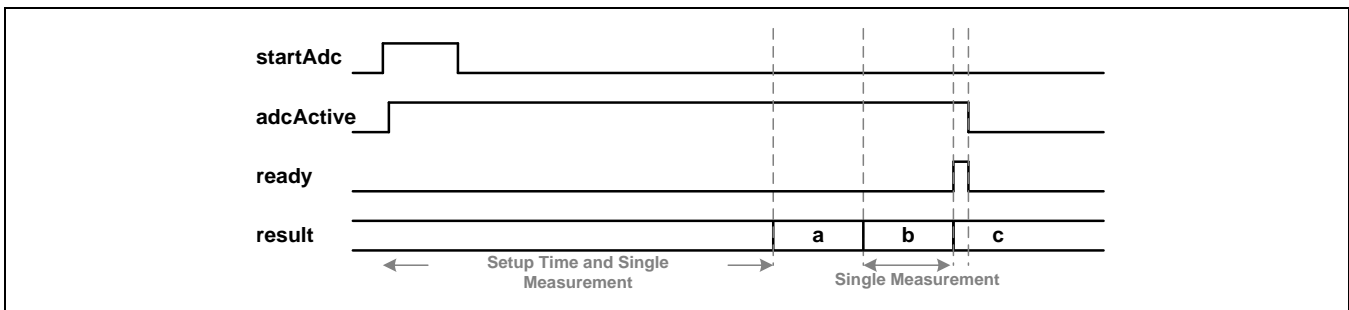 startAdc
adcActive
ready
result
a
b
c
Setup Time and Single
Measurement
Single Measurement